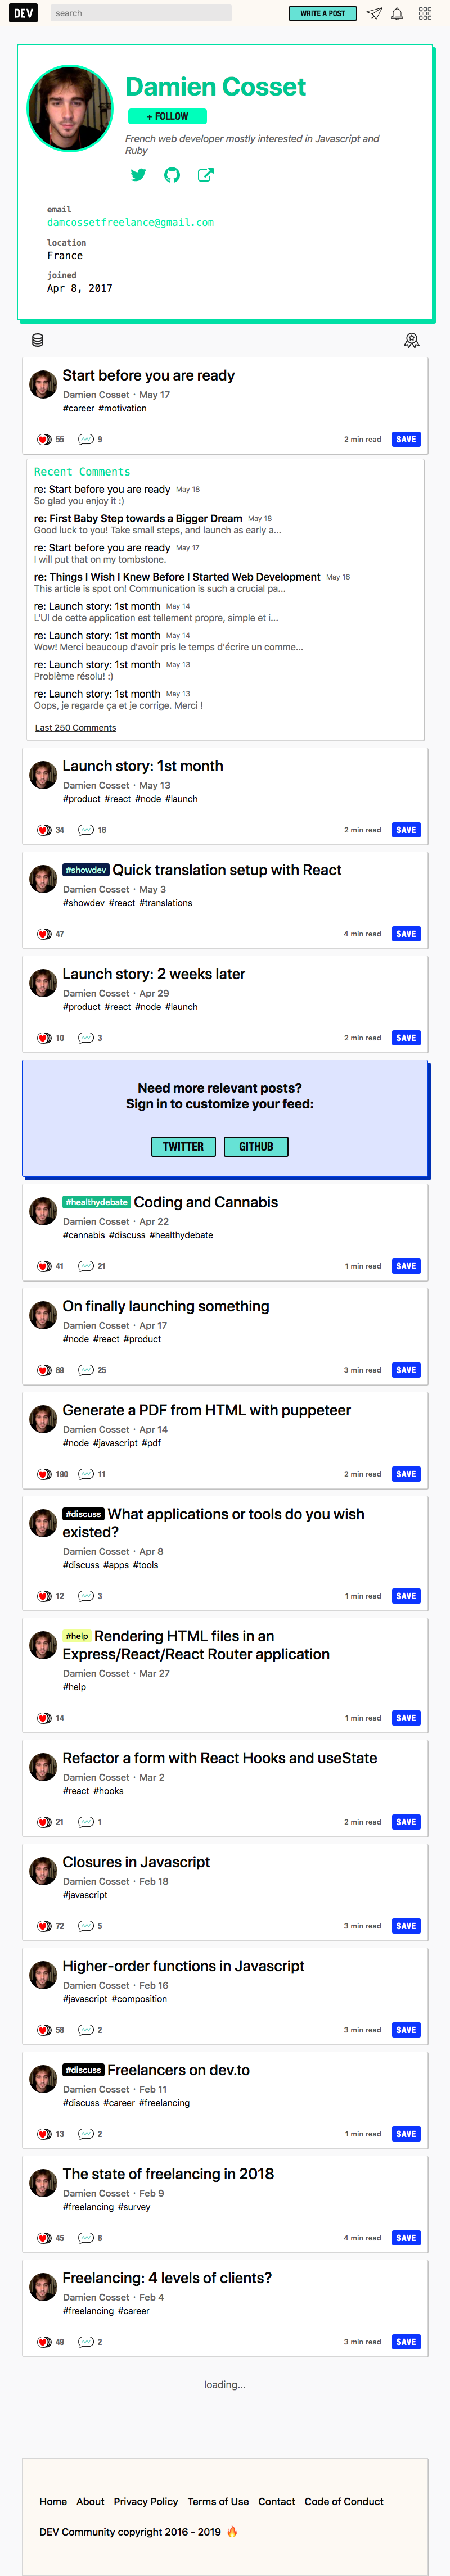 DEV
search
WRITE A POST
Damien Cosset
+ FOLLOW
French web developer mostly interested in Javascript and
Ruby
email
damcossetfreelance@gmail.com
location
France
joined
Apr 8, 2017
Start before you are ready
Damien Cosset · May 17
#career #motivation
55 9 2 min read SAVE
Recent Comments
re: Start before you are ready May 18
So glad you enjoy it :)
re: First Baby Step towards a Bigger Dream May 18
Good luck to you! Take small steps, and launch as early a...
re: Start before you are ready May 17
I will put that on my tombstone.
re: Things I Wish I Knew Before I Started Web Development May 16
This article is spot on! Communication is such a crucial pa...
re: Launch story: 1st month May 14
L'UI de cette application est tellement propre, simple et i...
re: Launch story: 1st month May 14
Wow! Merci beaucoup d'avoir pris le temps d'écrire un comme...
re: Launch story: 1st month May 13
Problème résolu! :)
re: Launch story: 1st month May 13
Oops, je regarde ça et je corrige. Merci !
Last 250 Comments
Launch story: 1st month
Damien Cosset · May 13
#product #react #node #launch
34 16 2 min read SAVE
#showdev Quick translation setup with React
Damien Cosset · May 3
#showdev #react #translations
47 4 min read SAVE
Launch story: 2 weeks later
Damien Cosset · Apr 29
#product #react #node #launch
10 3 2 min read SAVE
Need more relevant posts?
Sign in to customize your feed:
TWITTER GITHUB
#healthydebate Coding and Cannabis
Damien Cosset · Apr 22
#cannabis #discuss #healthydebate
41 21 1 min read SAVE
On finally launching something
Damien Cosset · Apr 17
#node #react #product
89 25 3 min read SAVE
Generate a PDF from HTML with puppeteer
Damien Cosset · Apr 14
#node #javascript #pdf
190 11 2 min read SAVE
#discuss What applications or tools do you wish
existed?
Damien Cosset · Apr 8
#discuss #apps #tools
12 3 1 min read SAVE
#help Rendering HTML files in an
Express/React/React Router application
Damien Cosset · Mar 27
#help
14 1 min read SAVE
Refactor a form with React Hooks and useState
Damien Cosset · Mar 2
#react #hooks
21 1 2 min read SAVE
Closures in Javascript
Damien Cosset · Feb 18
#javascript
72 5 3 min read SAVE
Higher-order functions in Javascript
Damien Cosset · Feb 16
#javascript #composition
58 2 3 min read SAVE
#discuss Freelancers on dev.to
Damien Cosset · Feb 11
#discuss #career #freelancing
13 2 1 min read SAVE
The state of freelancing in 2018
Damien Cosset · Feb 9
#freelancing #survey
45 8 4 min read SAVE
Freelancing: 4 levels of clients?
Damien Cosset · Feb 4
#freelancing #career
49 2 3 min read SAVE
loading...
Home About Privacy Policy Terms of Use Contact Code of Conduct
DEV Community copyright 2016 - 2019 🔥